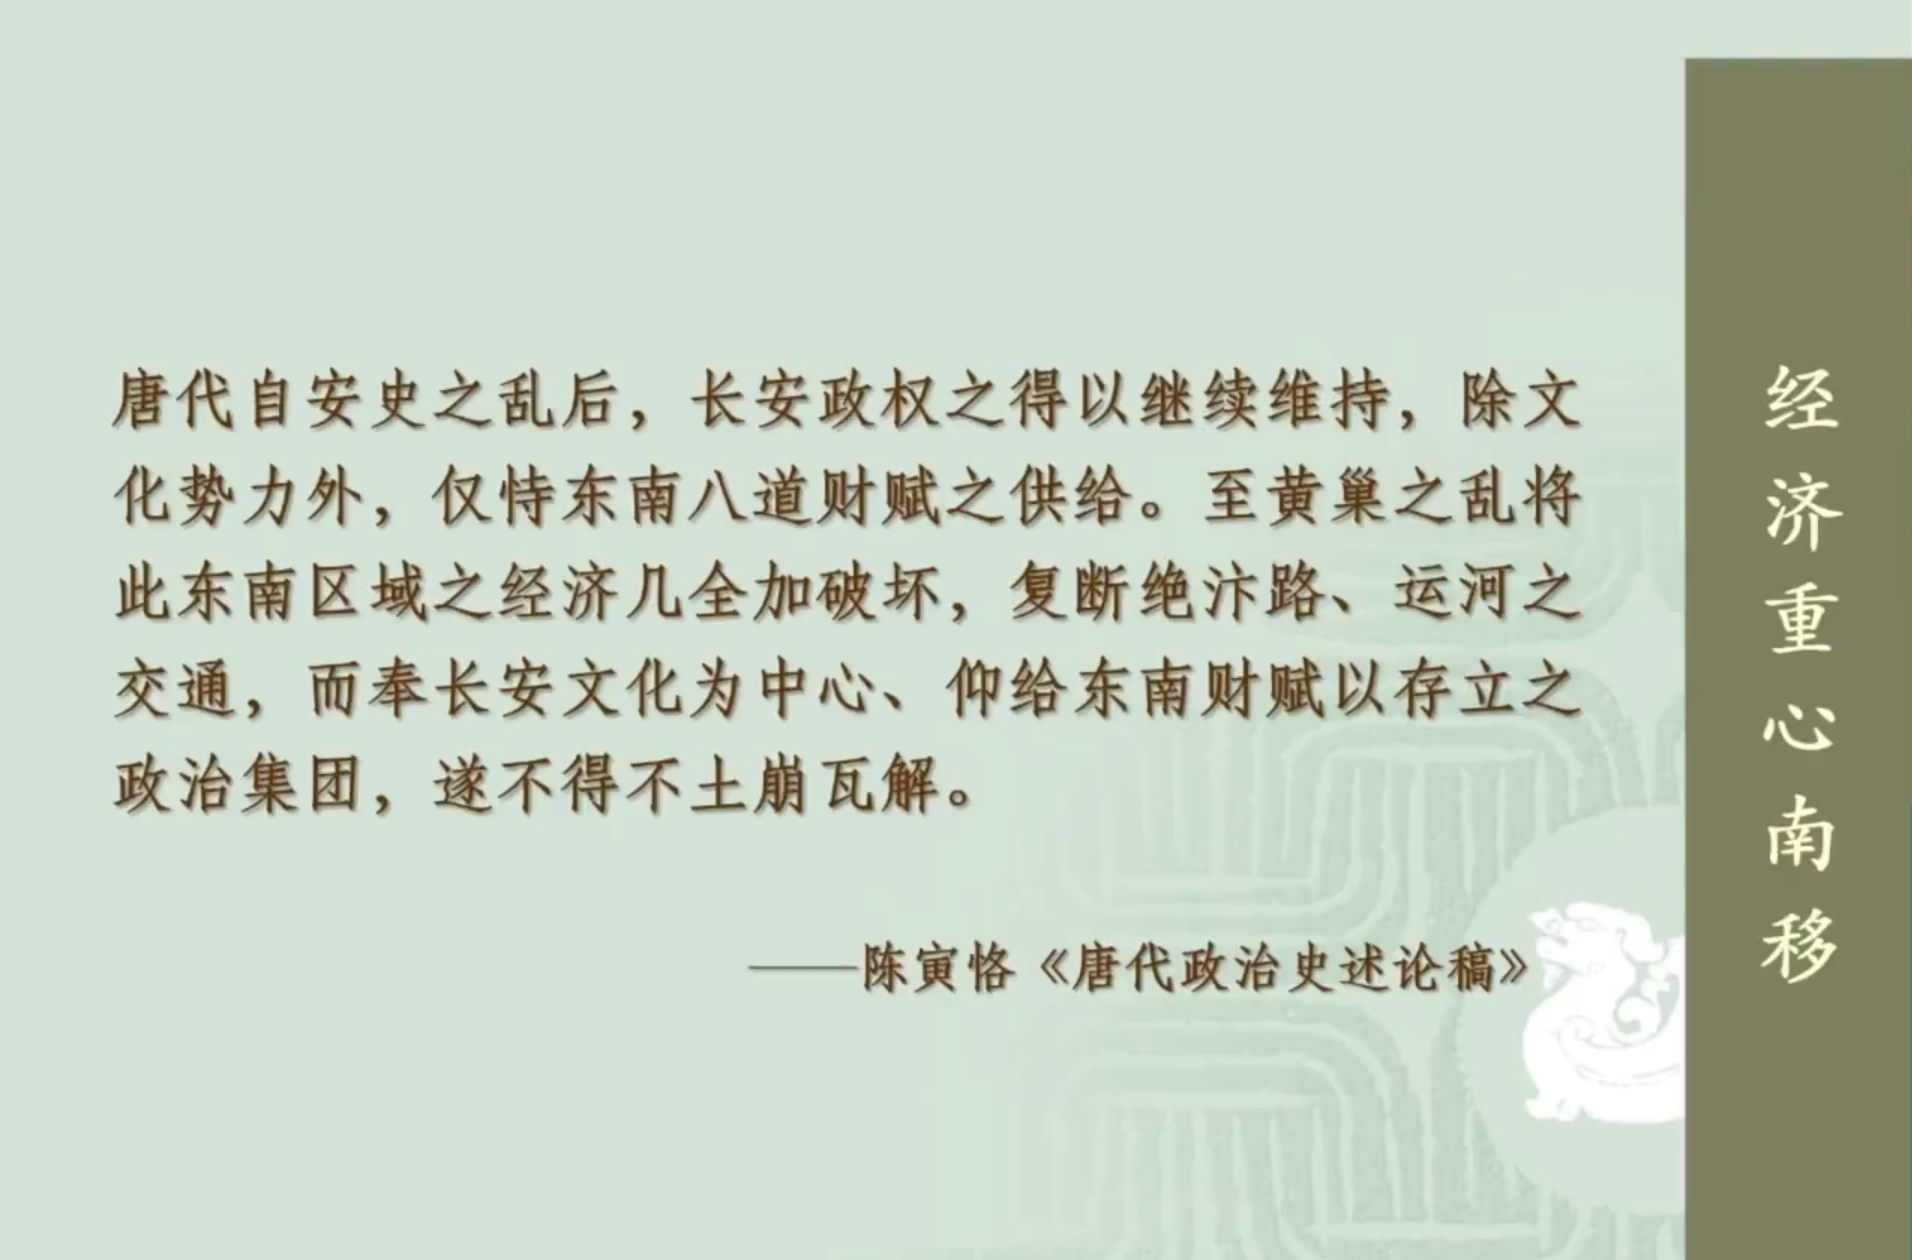 唐代自安史之乱后，长安政权之得以继续维持，除文
化势力外，仅恃东南八道财赋之供给。至黄巢之乱将
此东南区域之经济几全加破坏，复断绝汴路、运河之
交通，而奉长安文化为中心、仰给东南财赋以存立之
政治集团，遂不得不土崩瓦解。
——陈寅恪《唐代政治史述论稿》
经济重心南移